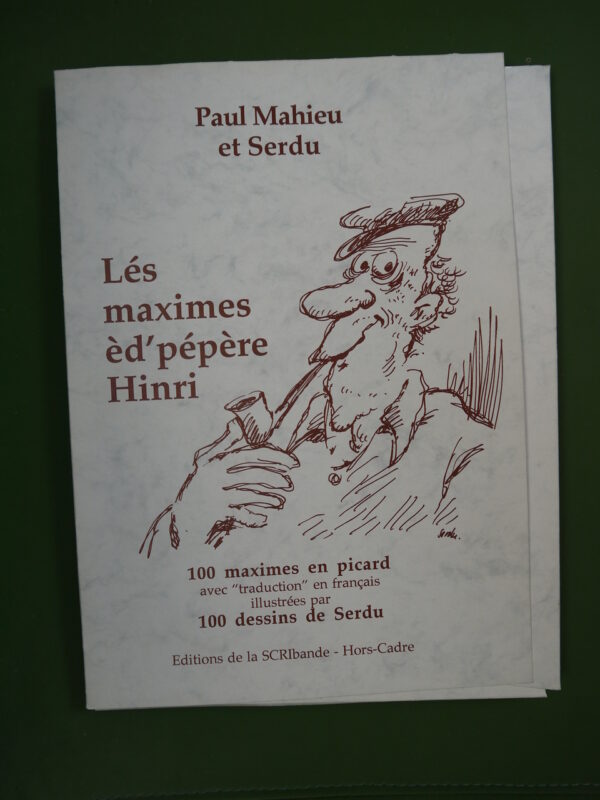 Paul Mahieu
et Serdu
Lés
maximes
èd'pépère
Hinri
Serdu
100 maximes en picard
avec "traduction" en français
illustrées par
100 dessins de Serdu
Editions de la SCRIbande - Hors-Cadre